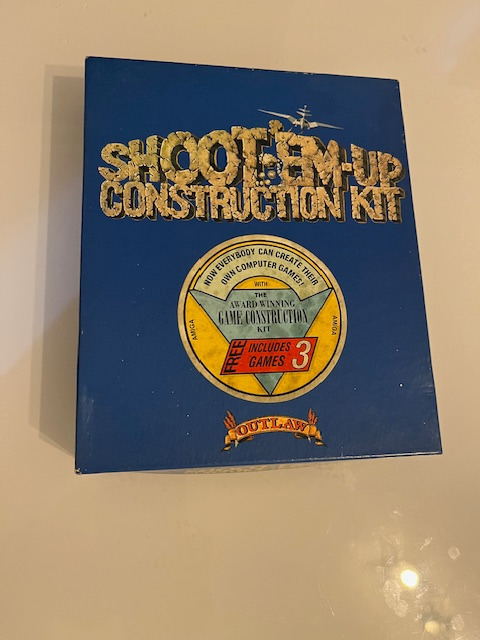 SHOOT-'EM-UP
CONSTRUCTION KIT
NOW EVERYBODY CAN CREATE THEIR
OWN COMPUTER GAMES!
WITH
THE
AWARD WINNING
GAME CONSTRUCTION
KIT
AMIGA
AMIGA
FREE
INCLUDES
GAMES
3
OUTLAW